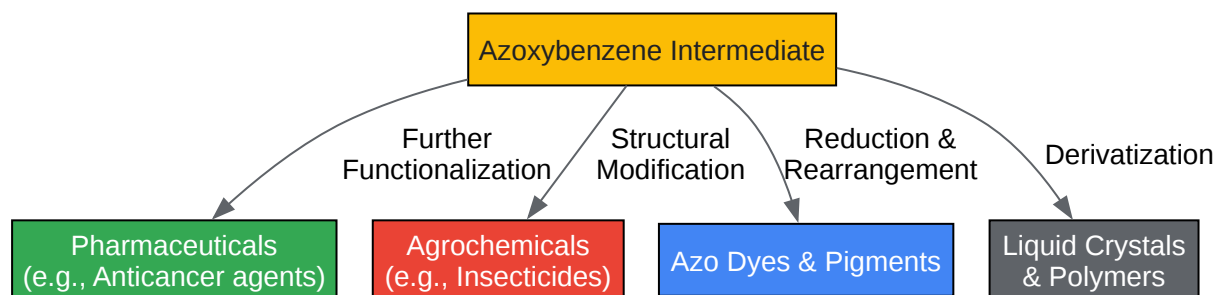 Azoxybenzene Intermediate
Further
Functionalization
Structural
Modification
Reduction &
Rearrangement
Derivatization
Pharmaceuticals
(e.g., Anticancer agents)
Agrochemicals
(e.g., Insecticides)
Azo Dyes & Pigments
Liquid Crystals
& Polymers